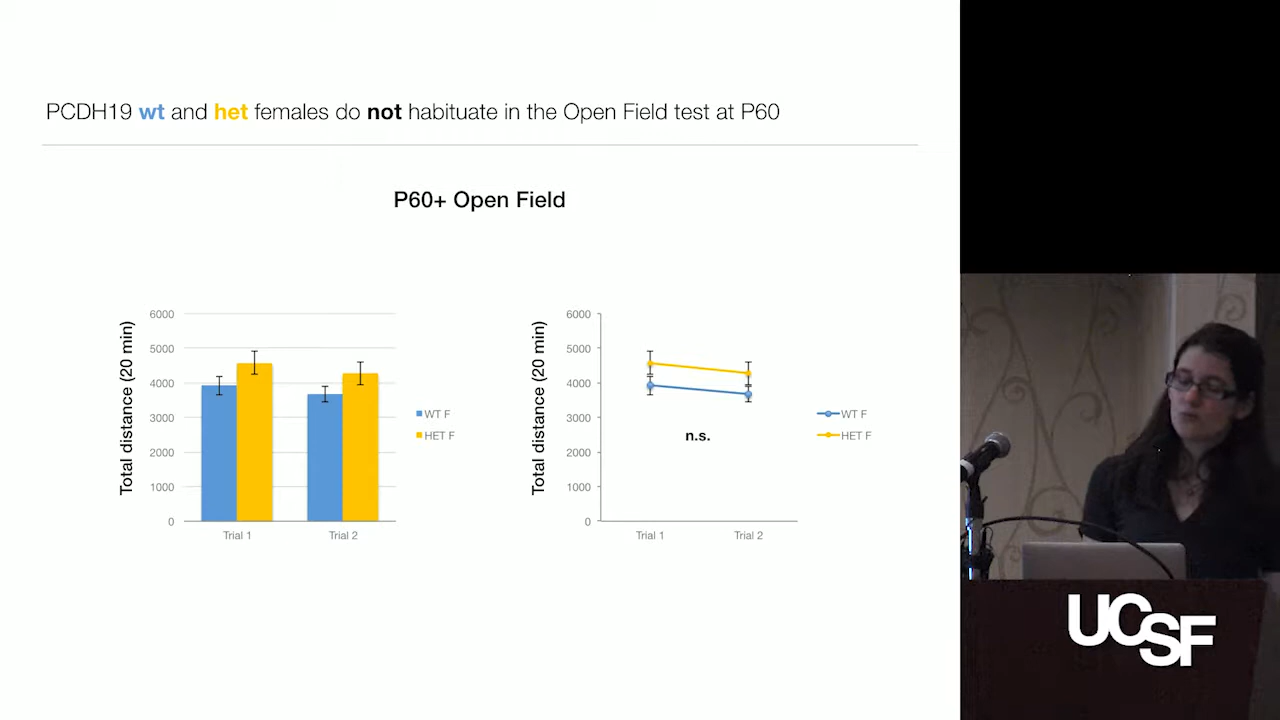 PCDH19 wt and het females do not habituate in the Open Field test at P60
P60+ Open Field
Total distance (20 min)
6000
5000
4000
3000
2000
1000
0
Trial 1
Trial 2
WT F
HET F
Total distance (20 min)
6000
5000
4000
3000
2000
1000
0
n.s.
Trial 1
Trial 2
WT F
HET F
UCSF